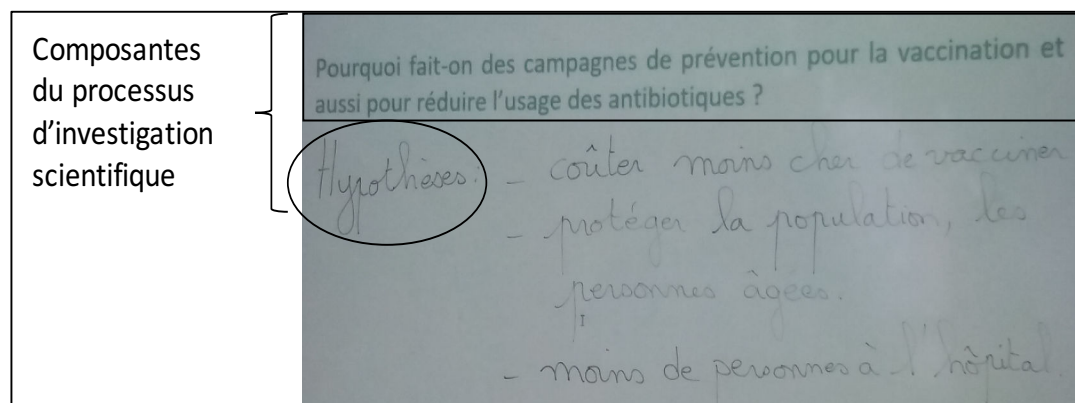 Composantes
du processus
d'investigation
scientifique
Pourquoi fait-on des campagnes de prévention pour la vaccination et
aussi pour réduire l'usage des antibiotiques ?
Hypothèses : - coûter moins cher de vacciner
- protéger la population, les
personnes âgees.
- moins de personnes à l'hôpital.